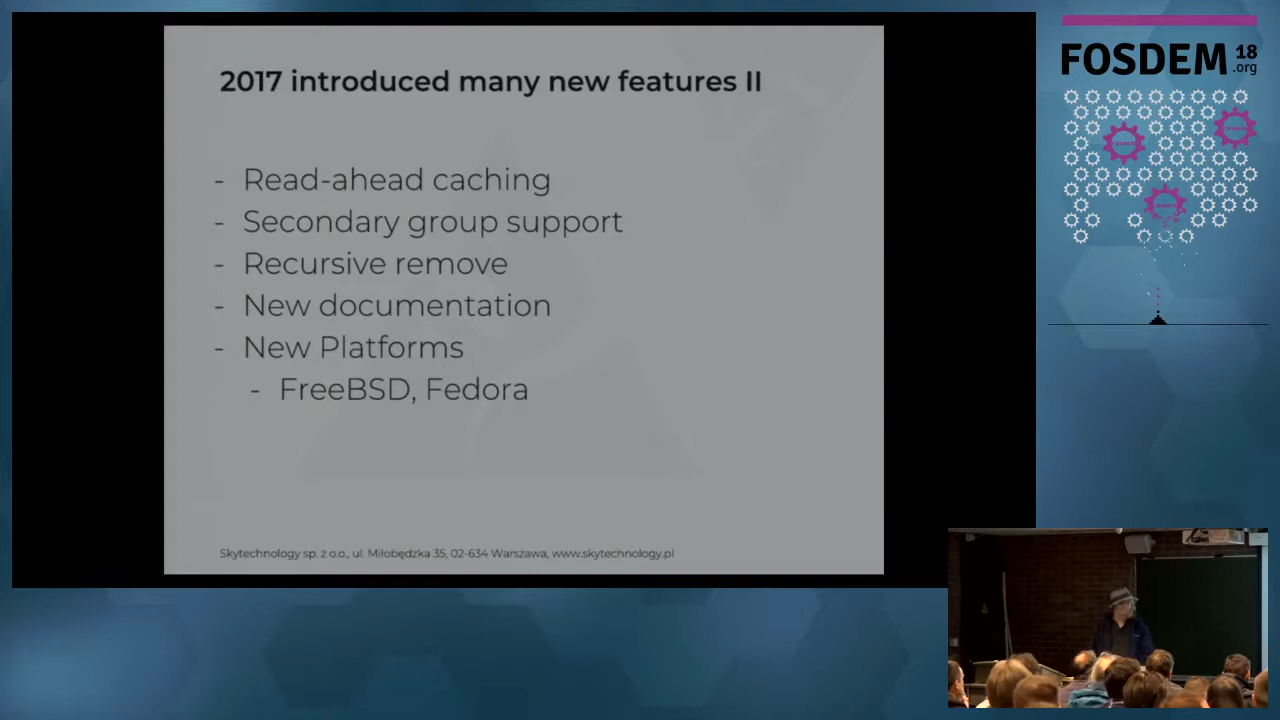 2017 introduced many new features II
- Read-ahead caching
- Secondary group support
- Recursive remove
- New documentation
- New Platforms
- FreeBSD, Fedora
Skytechnology sp. z o.o., ul. Miłobędzka 35, 02-634 Warszawa, www.skytechnology.pl
FOSDEM 18
.org